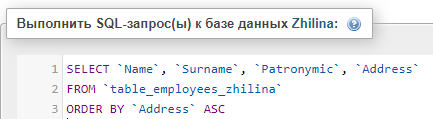 Выполнить SQL-запрос(ы) к базе данных Zhilina:
1 SELECT `Name`, `Surname`, `Patronymic`, `Address`
2 FROM `table_employees_zhilina`
3 ORDER BY `Address` ASC